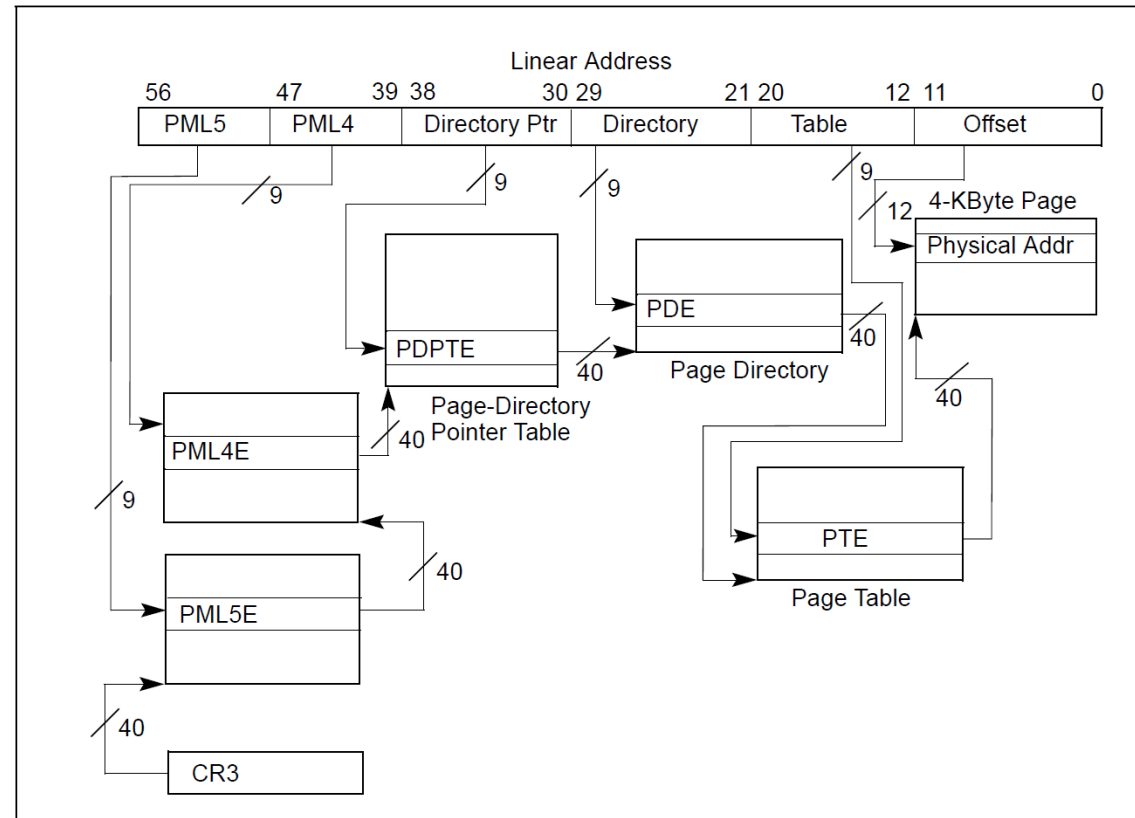 Linear Address
56 47 39 38 30 29 21 20 12 11 0
PML5 PML4 Directory Ptr Directory Table Offset
9 9 9 9
12 4-KByte Page
Physical Addr
PDE
40
PDPTE
40
Page Directory
40
Page-Directory
Pointer Table
40
PML4E
9
PTE
40
Page Table
PML5E
40
CR3